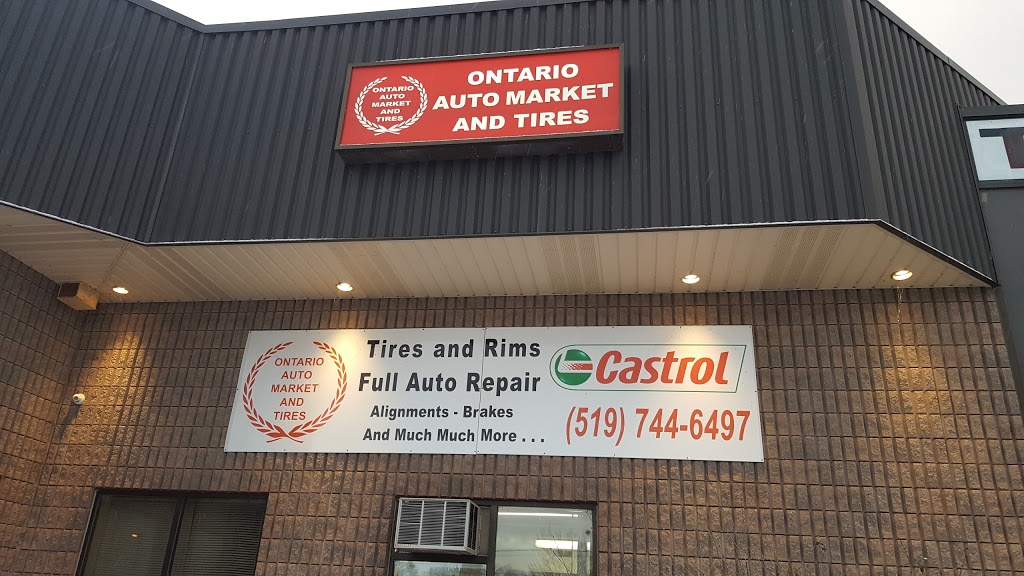 ONTARIO
AUTO
MARKET
AND
TIRES
ONTARIO
AUTO MARKET
AND TIRES
T
ONTARIO
AUTO
MARKET
AND
TIRES
Tires and Rims
Full Auto Repair
Alignments - Brakes
And Much Much More . . .
Castrol
(519) 744-6497